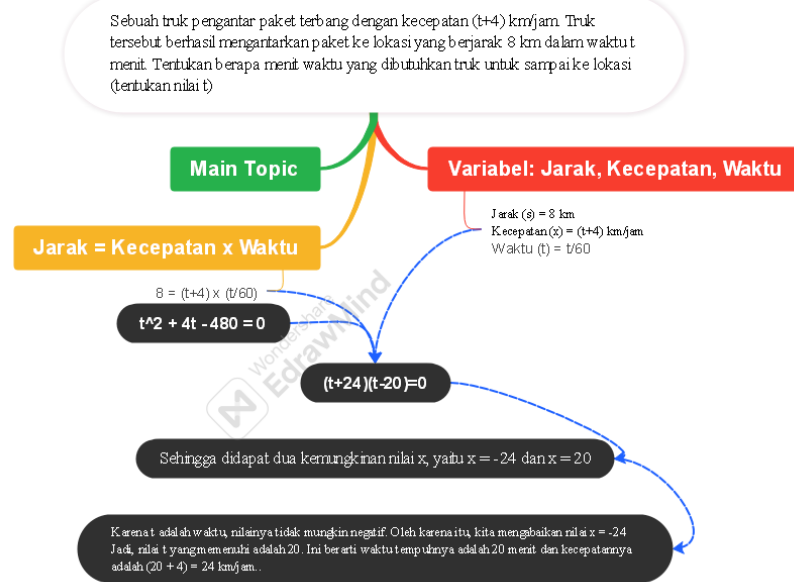 Sebuah truk pengantar paket terbang dengan kecepatan (t+4) km/jam. Truk
tersebut berhasil mengantarkan paket ke lokasi yang berjarak 8 km dalam waktu t
menit. Tentukan berapa menit waktu yang dibutuhkan truk untuk sampai ke lokasi
(tentukan nilai t)
Main Topic
Variabel: Jarak, Kecepatan, Waktu
Jarak (s) = 8 km
Kecepatan(x) = (t+4) km/jam
Waktu (t) = t/60
Jarak = Kecepatan x Waktu
8 = (t+4) x (t/60)
t^2 + 4t - 480 = 0
(t+24)(t-20)=0
Sehingga didapat dua kemungkinan nilai x, yaitu x = -24 dan x = 20
Karena t adalah waktu, nilainya tidak mungkin negatif. Oleh karena itu, kita mengabaikan nilai x = -24
Jadi, nilai t yang memenuhi adalah 20. Ini berarti waktu tempuhnya adalah 20 menit dan kecepatannya
adalah (20 + 4) = 24 km/jam..
Wondershare
EdrawMind